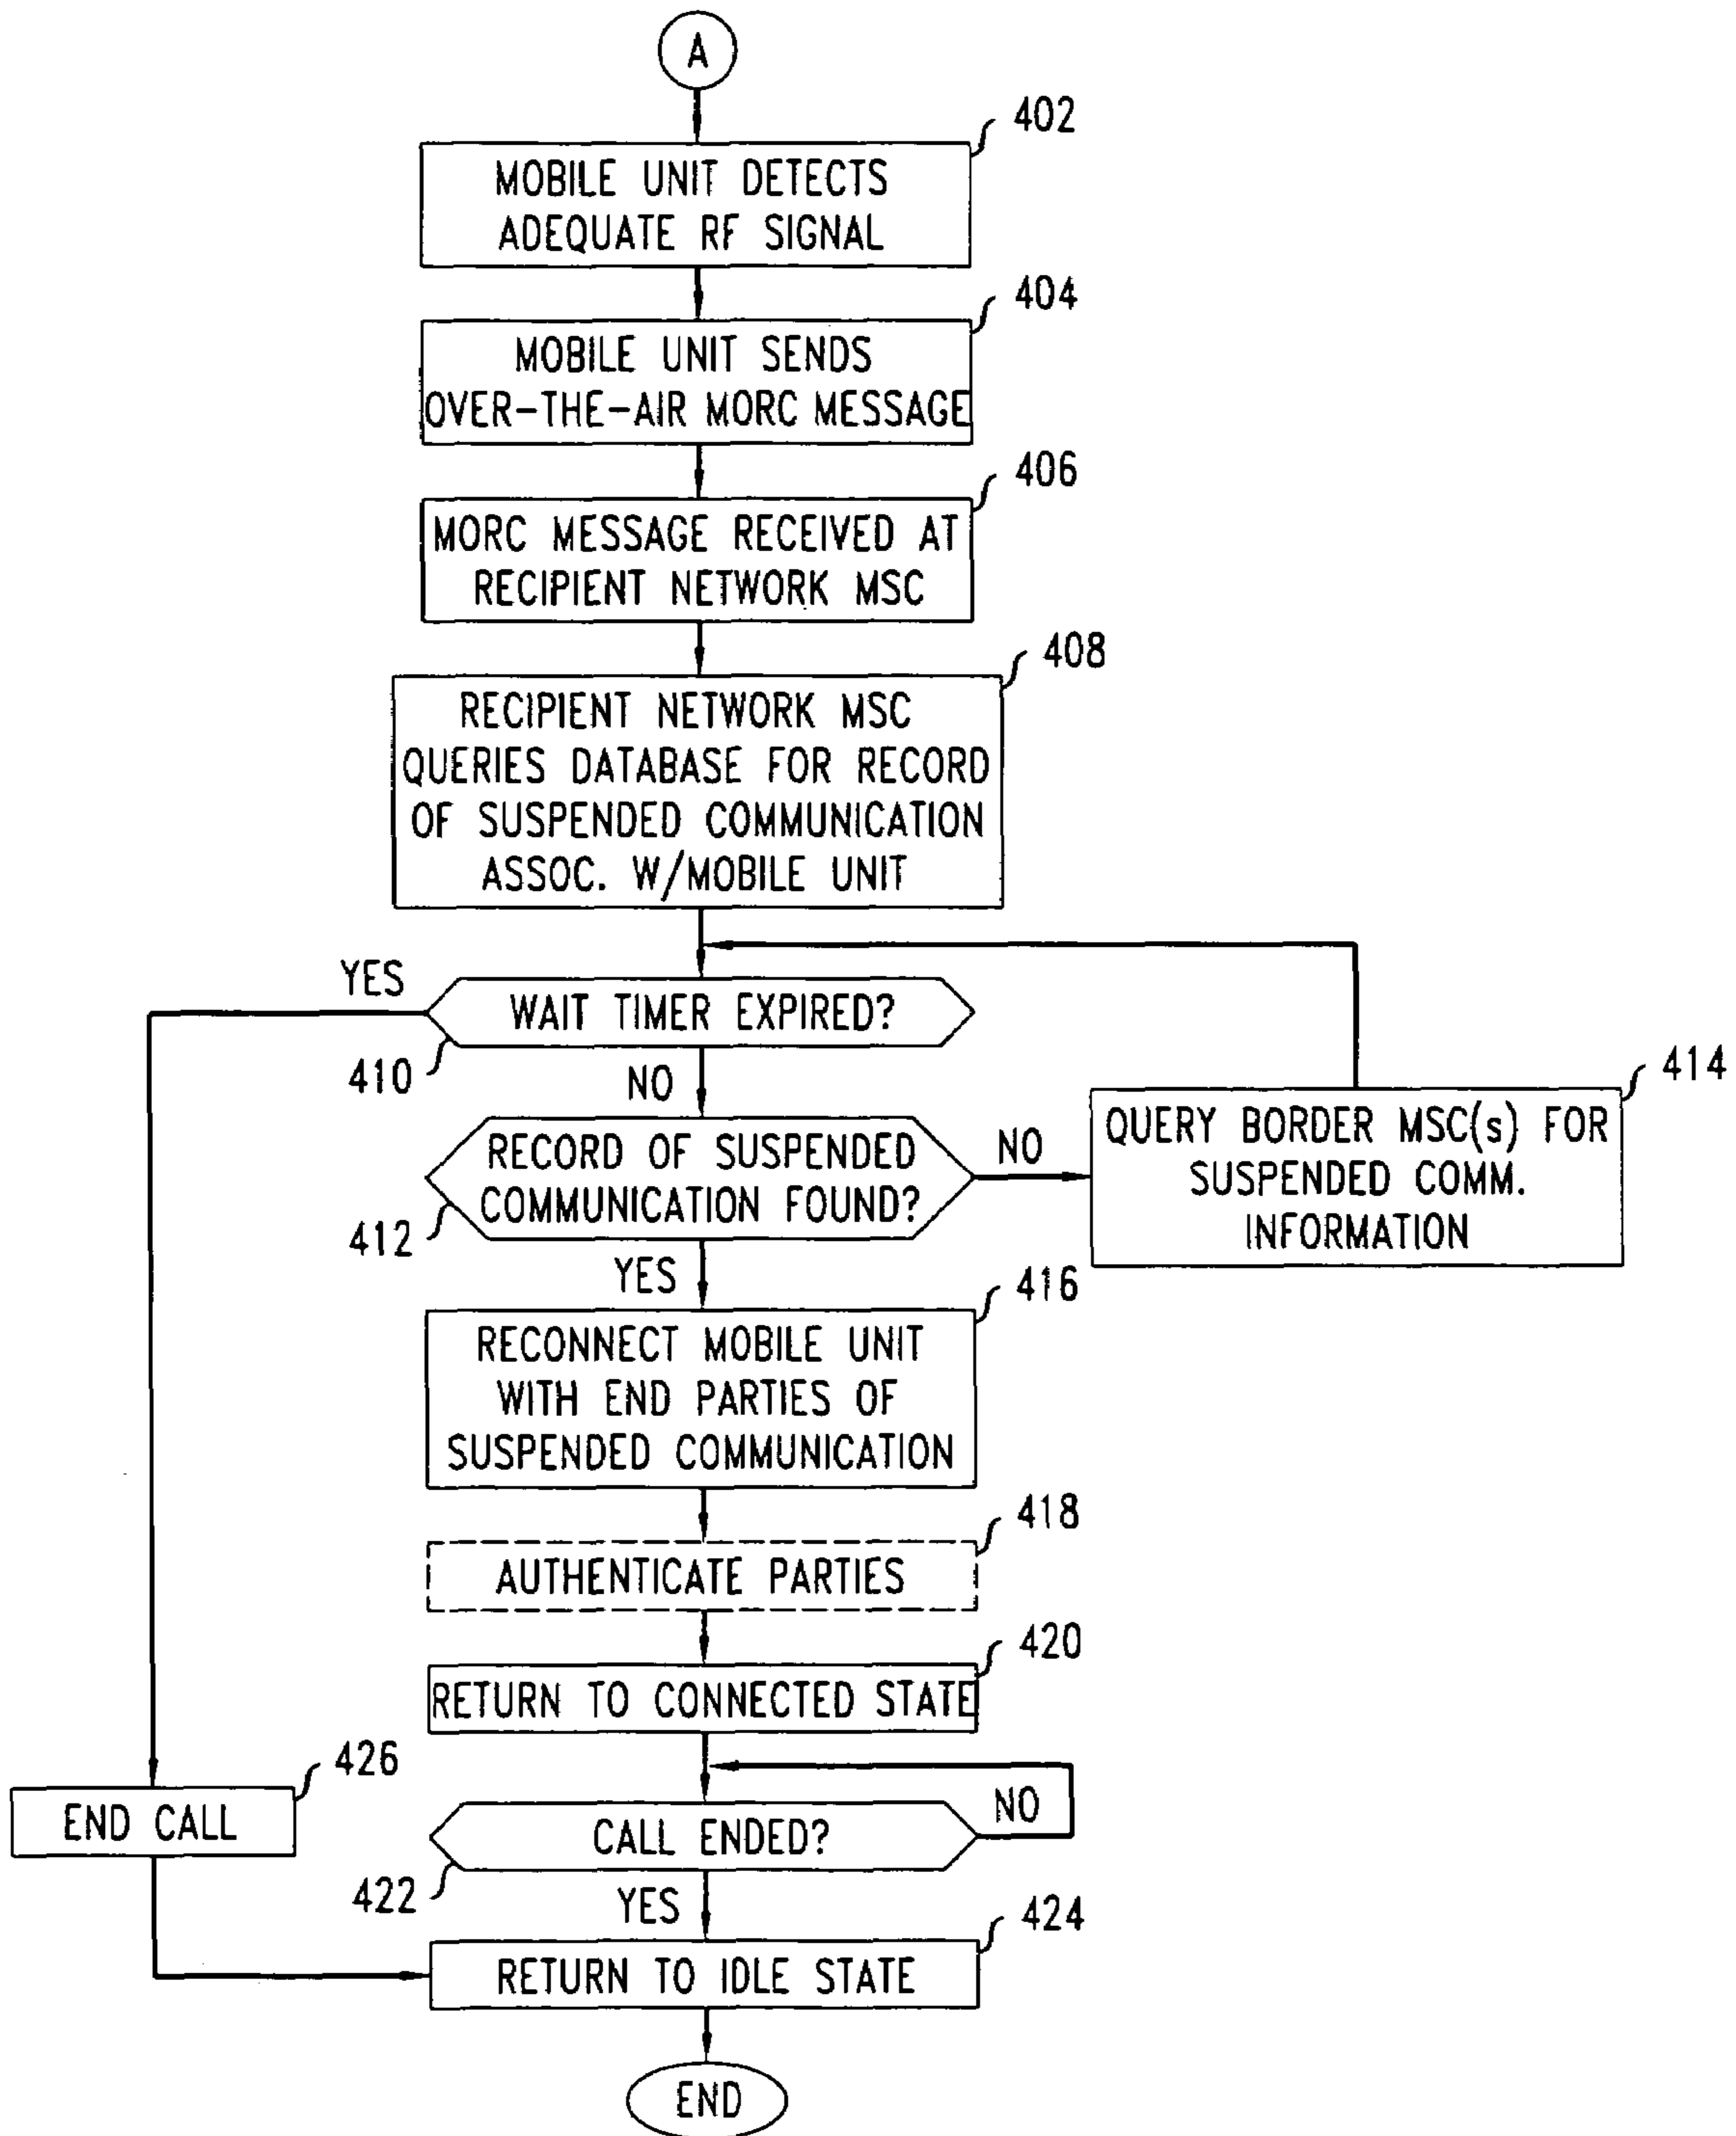 A
402
MOBILE UNIT DETECTS
ADEQUATE RF SIGNAL
404
MOBILE UNIT SENDS
OVER-THE-AIR MORC MESSAGE
406
MORC MESSAGE RECEIVED AT
RECIPIENT NETWORK MSC
408
RECIPIENT NETWORK MSC
QUERIES DATABASE FOR RECORD
OF SUSPENDED COMMUNICATION
ASSOC. W/MOBILE UNIT
YES
WAIT TIMER EXPIRED?
410
NO
414
QUERY BORDER MSC(s) FOR
SUSPENDED COMM.
INFORMATION
RECORD OF SUSPENDED
COMMUNICATION FOUND?
NO
412
YES
416
RECONNECT MOBILE UNIT
WITH END PARTIES OF
SUSPENDED COMMUNICATION
418
AUTHENTICATE PARTIES
420
RETURN TO CONNECTED STATE
426
END CALL
CALL ENDED?
NO
422
YES
424
RETURN TO IDLE STATE
END